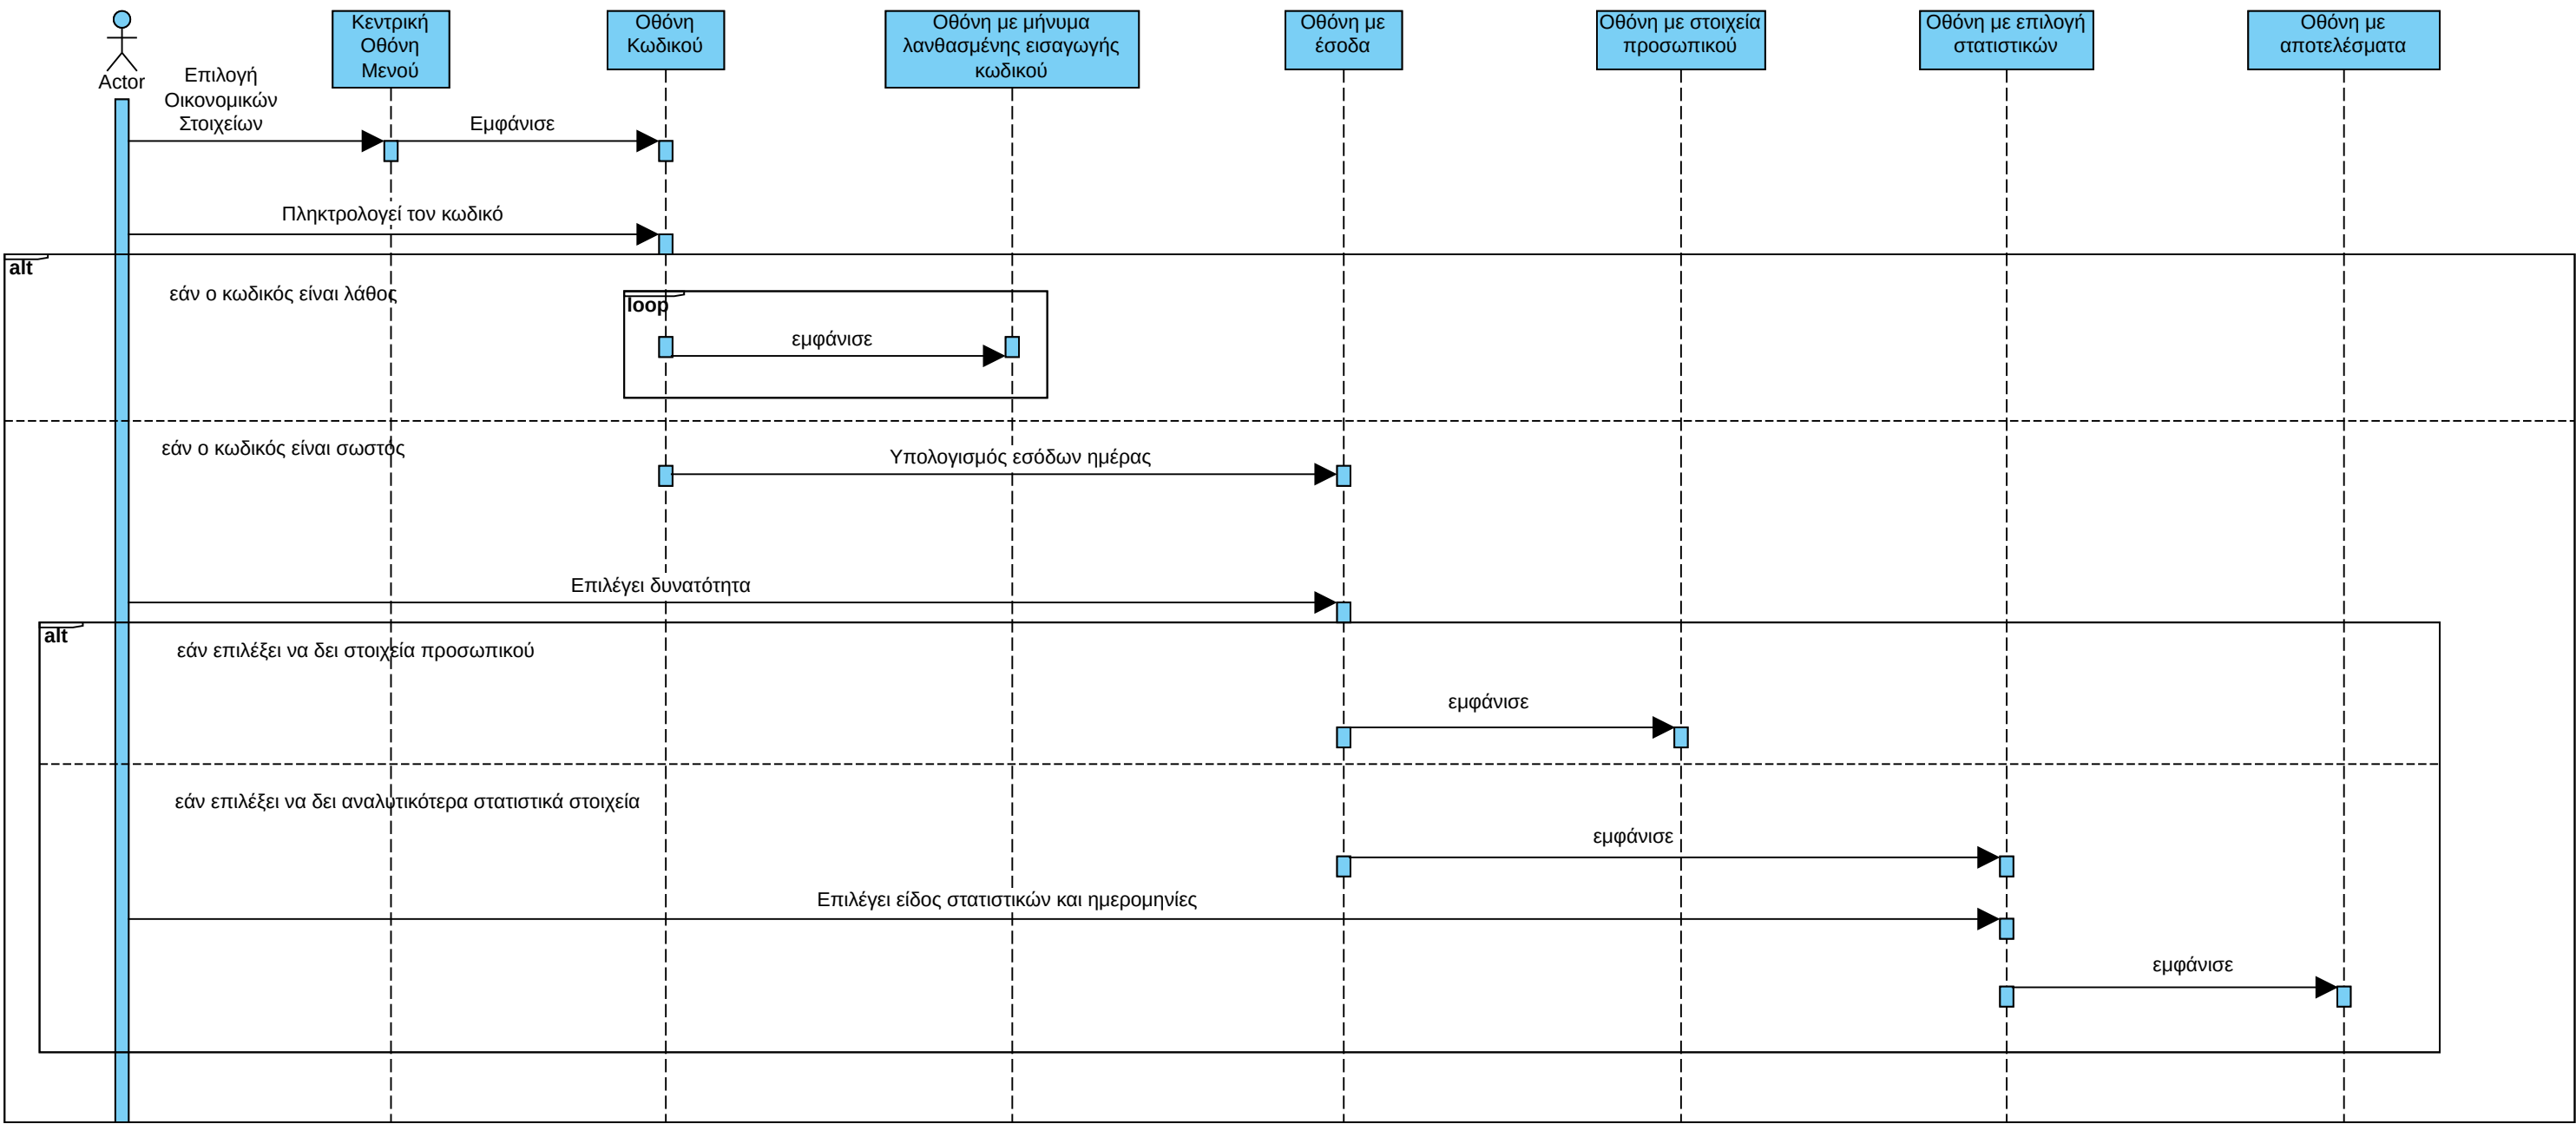 Actor
Κεντρική
Οθόνη
Μενού
Οθόνη
Κωδικού
Οθόνη με μήνυμα
λανθασμένης εισαγωγής
κωδικού
Οθόνη με
έσοδα
Οθόνη με στοιχεία
προσωπικού
Οθόνη με επιλογή
στατιστικών
Οθόνη με
αποτελέσματα
Επιλογή
Οικονομικών
Στοιχείων
Εμφάνισε
Πληκτρολογεί τον κωδικό
alt
εάν ο κωδικός είναι λάθος
loop
εμφάνισε
εάν ο κωδικός είναι σωστός
Υπολογισμός εσόδων ημέρας
Επιλέγει δυνατότητα
alt
εάν επιλέξει να δει στοιχεία προσωπικού
εμφάνισε
εάν επιλέξει να δει αναλυτικότερα στατιστικά στοιχεία
εμφάνισε
Επιλέγει είδος στατιστικών και ημερομηνίες
εμφάνισε